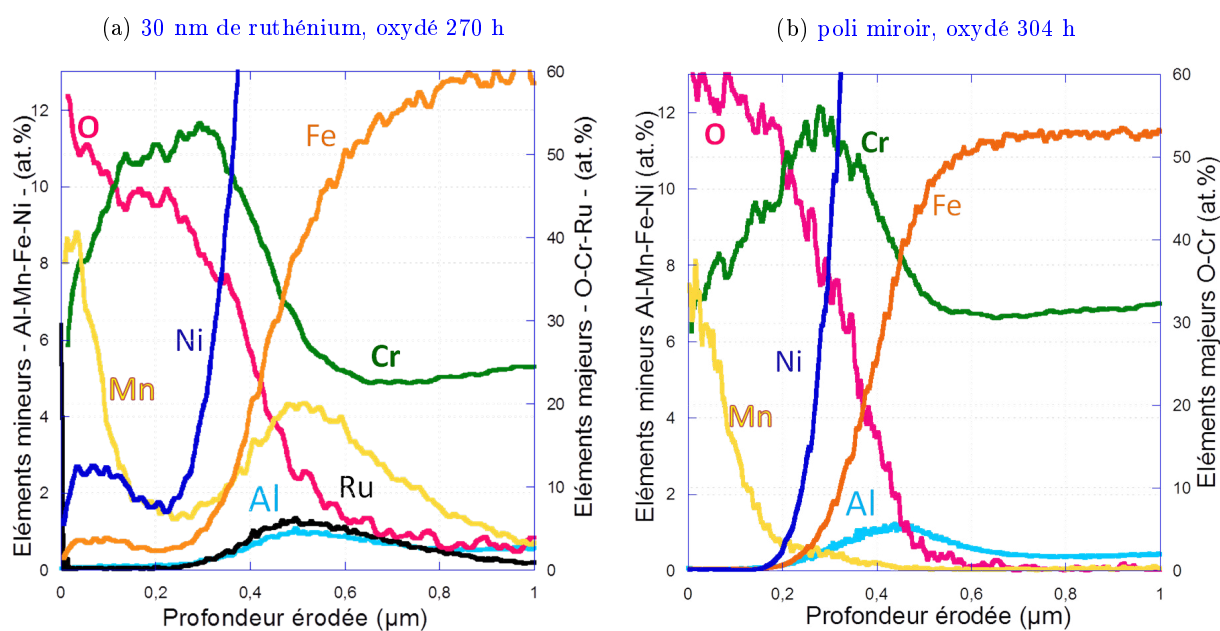 (a) 30 nm de ruthénium, oxydé 270 h
(b) poli miroir, oxydé 304 h
Eléments mineurs - Al-Mn-Fe-Ni - (at.%)
12
10
8
6
4
2
0
O
Mn
Ni
Fe
Cr
Al
Ru
60
50
40
30
20
10
0
Eléments majeurs - O-Cr-Ru - (at.%)
0 0,2 0,4 0,6 0,8 1
Profondeur érodée (µm)
Eléments mineurs Al-Mn-Fe-Ni (at.%)
12
10
8
6
4
2
0
O
Cr
Fe
Ni
Mn
Al
60
50
40
30
20
10
0
Eléments majeurs O-Cr (at.%)
0 0,2 0,4 0,6 0,8 1
Profondeur érodée (µm)